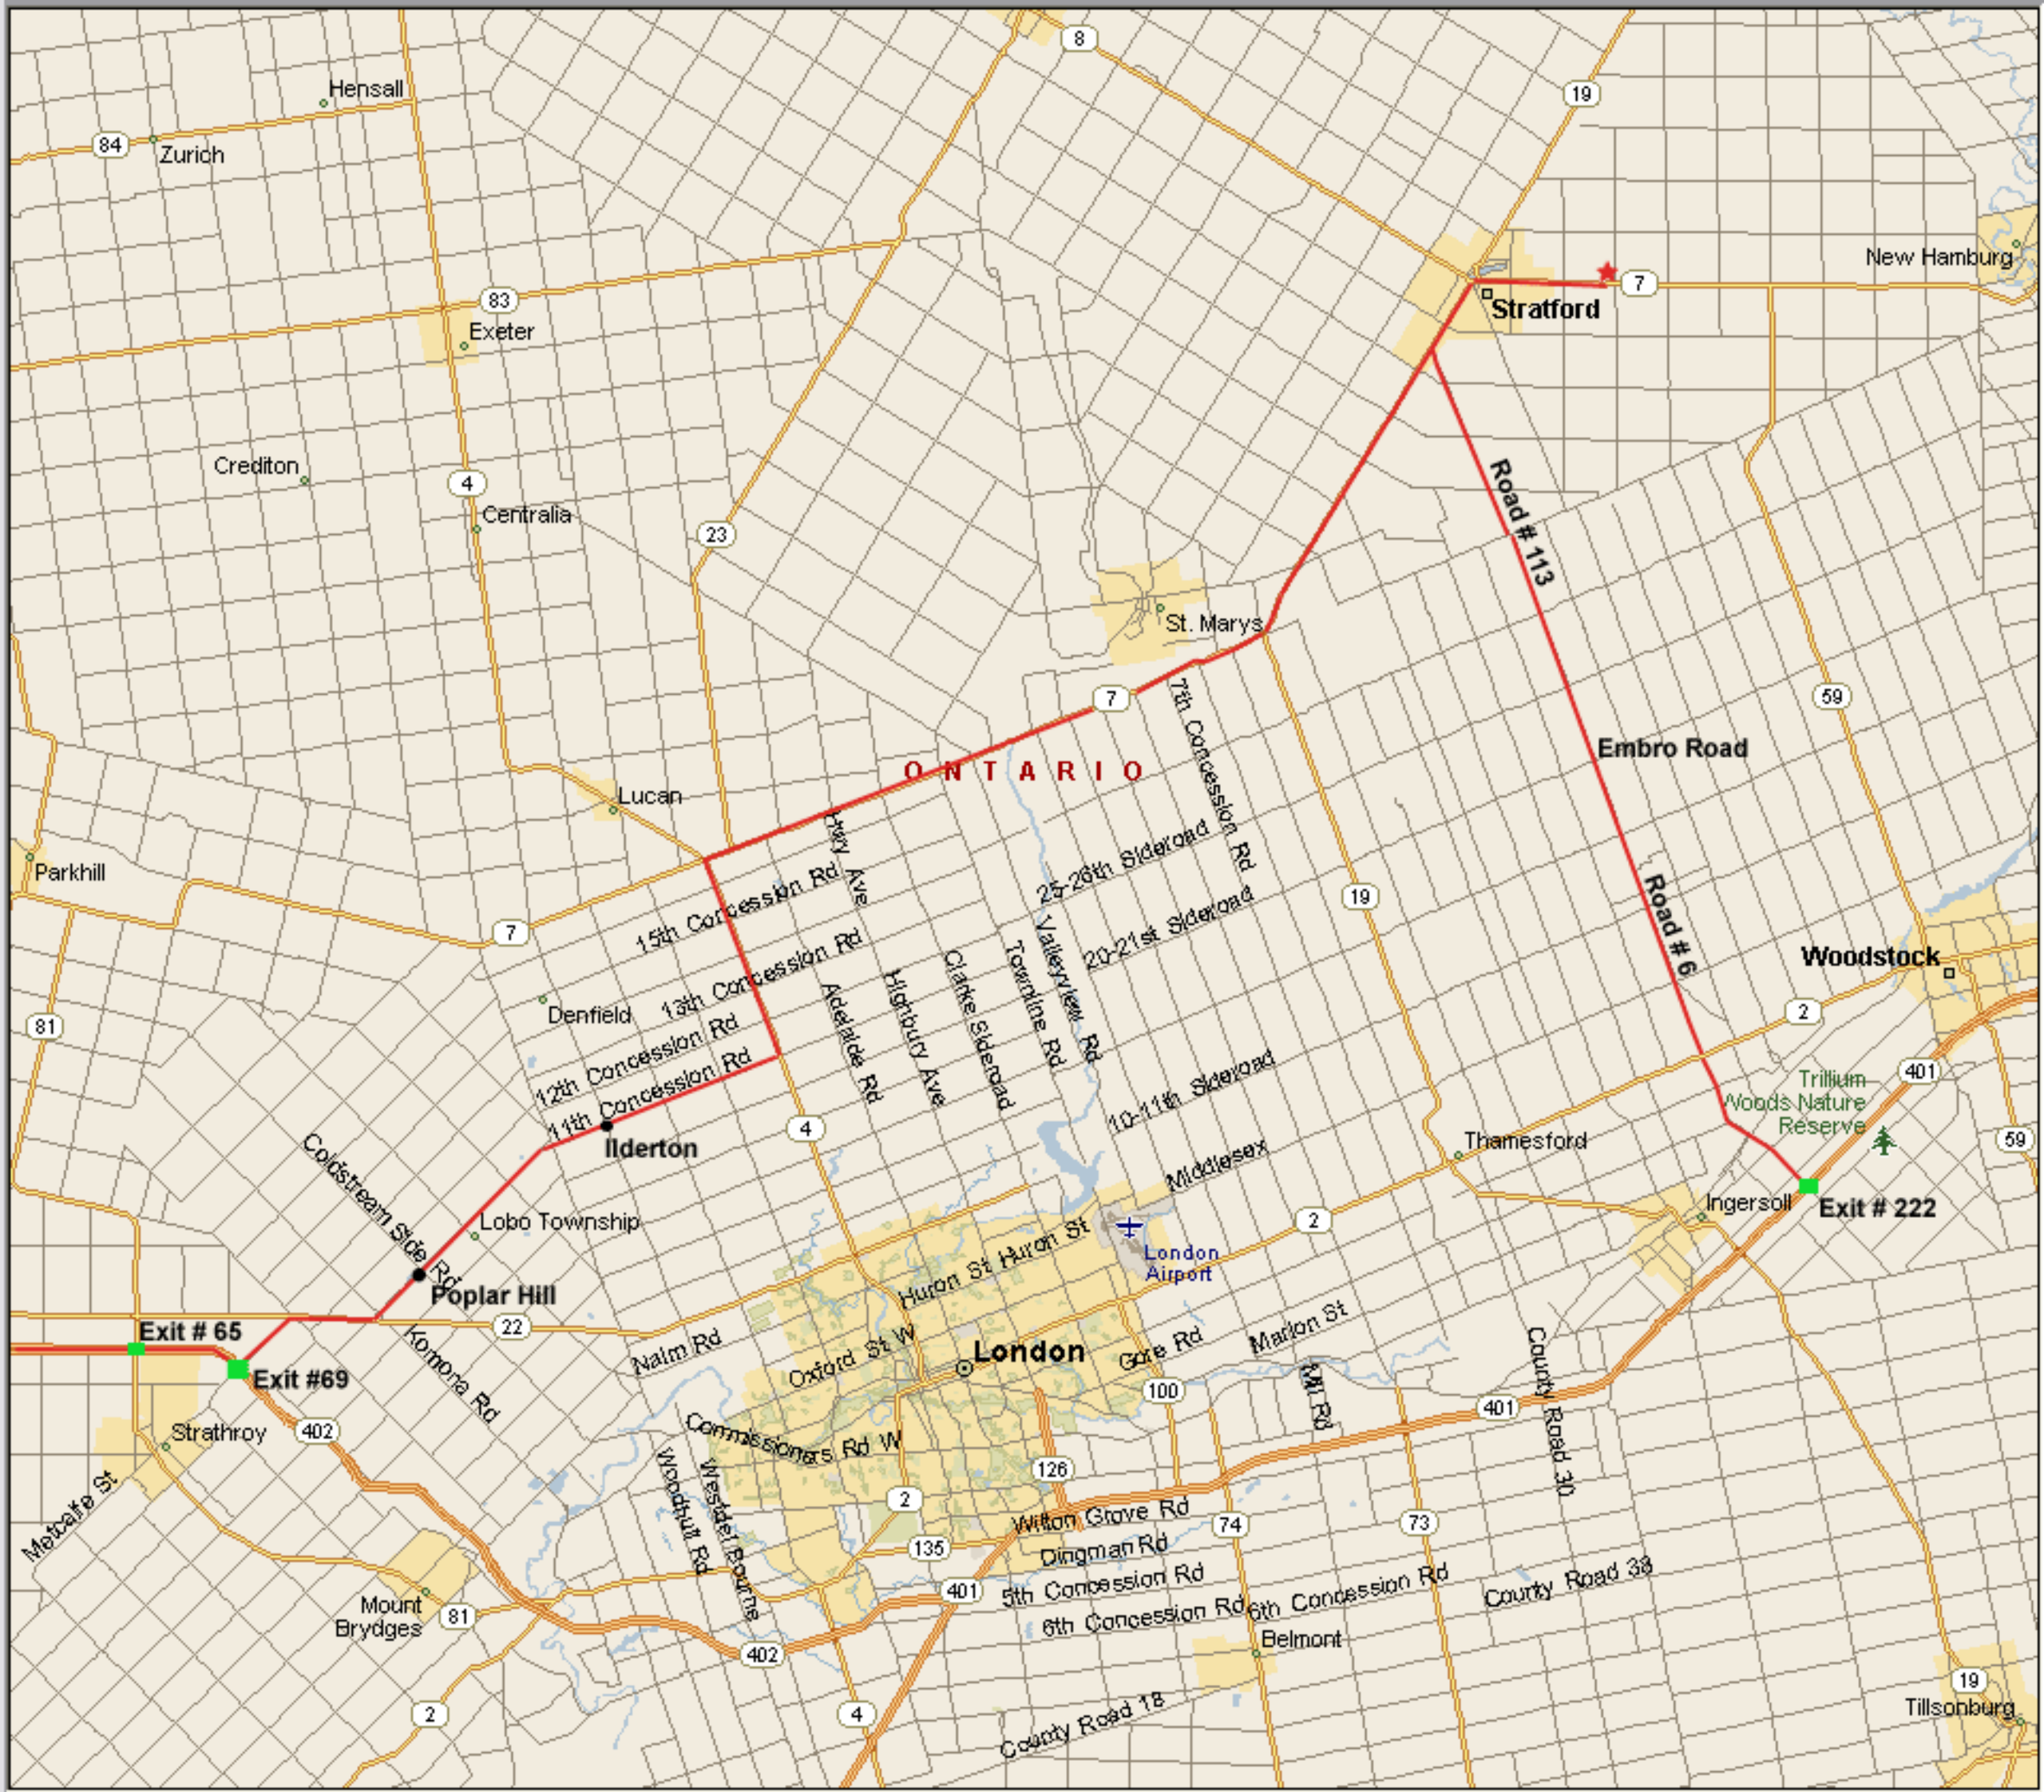 8
19
Hensall
84
Zurich
New Hamburg
7
Stratford
83
Exeter
Crediton
4
Centralia
Road # 113
23
St. Marys
7
7th Concession Rd
59
Embro Road
ONTARIO
Lucan
Hwry Ave
25-26th Sideroad
Parkhill
15th Concession Rd
19
Road # 6
20-21st Sideroad
7
13th Concession Rd
Valleyview Rd
Townline Rd
Clarke Sideroad
Highbury Ave
Adelaide Rd
Woodstock
Denfield
2
81
12th Concession Rd
11th Concession Rd
10-11th Sideroad
401
Trillium
Woods Nature
Reserve
4
Ilderton
Thamesford
59
Coldstream Side Rd
Middlesex
Lobo Township
Ingersoll
Exit # 222
2
Huron St
Huron St
London
Airport
Poplar Hill
Exit # 65
22
Komona Rd
Nalm Rd
Oxford St W
London
Gore Rd
Marion St
Mil Rd
County Road 30
Exit #69
100
401
Strathroy
402
Commissioners Rd W
Woodhull Rd
Westder Bourne
126
2
Metcalfe St
Wilton Grove Rd
74
73
135
Dingman Rd
401
5th Concession Rd
6th Concession Rd
6th Concession Rd
County Road 38
Mount
Brydges
81
402
Belmont
19
Tillsonburg
2
4
County Road 18